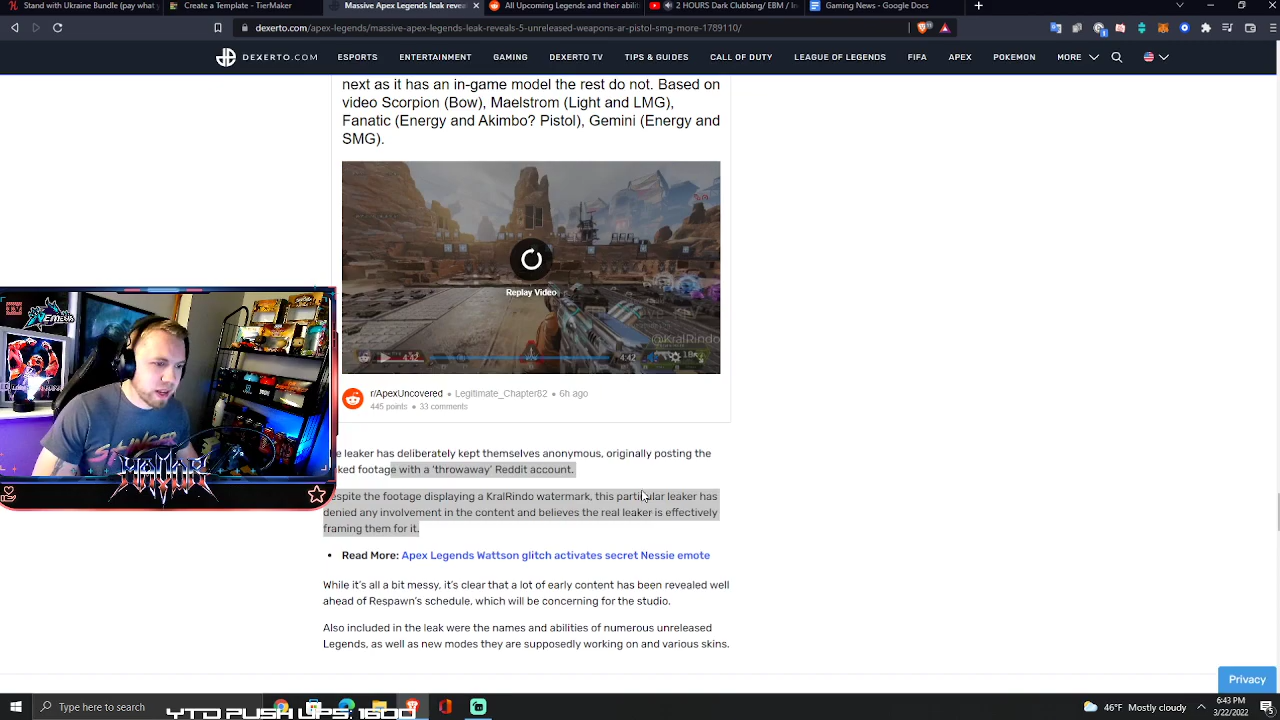 Stand with Ukraine Bundle (pay what y
Create a Template - TierMaker
Massive Apex Legends leak revea
All Upcoming Legends and their abilit
2 HOURS Dark Clubbing/ EBM / In
Gaming News - Google Docs
dexerto.com/apex-legends/massive-apex-legends-leak-reveals-5-unreleased-weapons-ar-pistol-smg-more-1789110/
DEXERTO.COM
ESPORTS
ENTERTAINMENT
GAMING
DEXERTO TV
TIPS & GUIDES
CALL OF DUTY
LEAGUE OF LEGENDS
FIFA
APEX
POKEMON
MORE
next as it has an in-game model the rest do not. Based on
video Scorpion (Bow), Maelstrom (Light and LMG),
Fanatic (Energy and Akimbo? Pistol), Gemini (Energy and
SMG).
Replay Video
@KralRindo
4:42
r/ApexUncovered • Legitimate_Chapter82 • 6h ago
445 points • 33 comments
leaker has deliberately kept themselves anonymous, originally posting the
footage with a ‘throwaway’ Reddit account.
espite the footage displaying a KralRindo watermark, this particular leaker has
denied any involvement in the content and believes the real leaker is effectively
framing them for it.
• Read More: Apex Legends Wattson glitch activates secret Nessie emote
While it’s all a bit messy, it’s clear that a lot of early content has been revealed well
ahead of Respawn’s schedule, which will be concerning for the studio.
Also included in the leak were the names and abilities of numerous unreleased
Legends, as well as new modes they are supposedly working on and various skins.
Privacy
Type here to search
YTD PUSH UPS: 1600
46°F Mostly cloudy
6:43 PM
3/22/2022